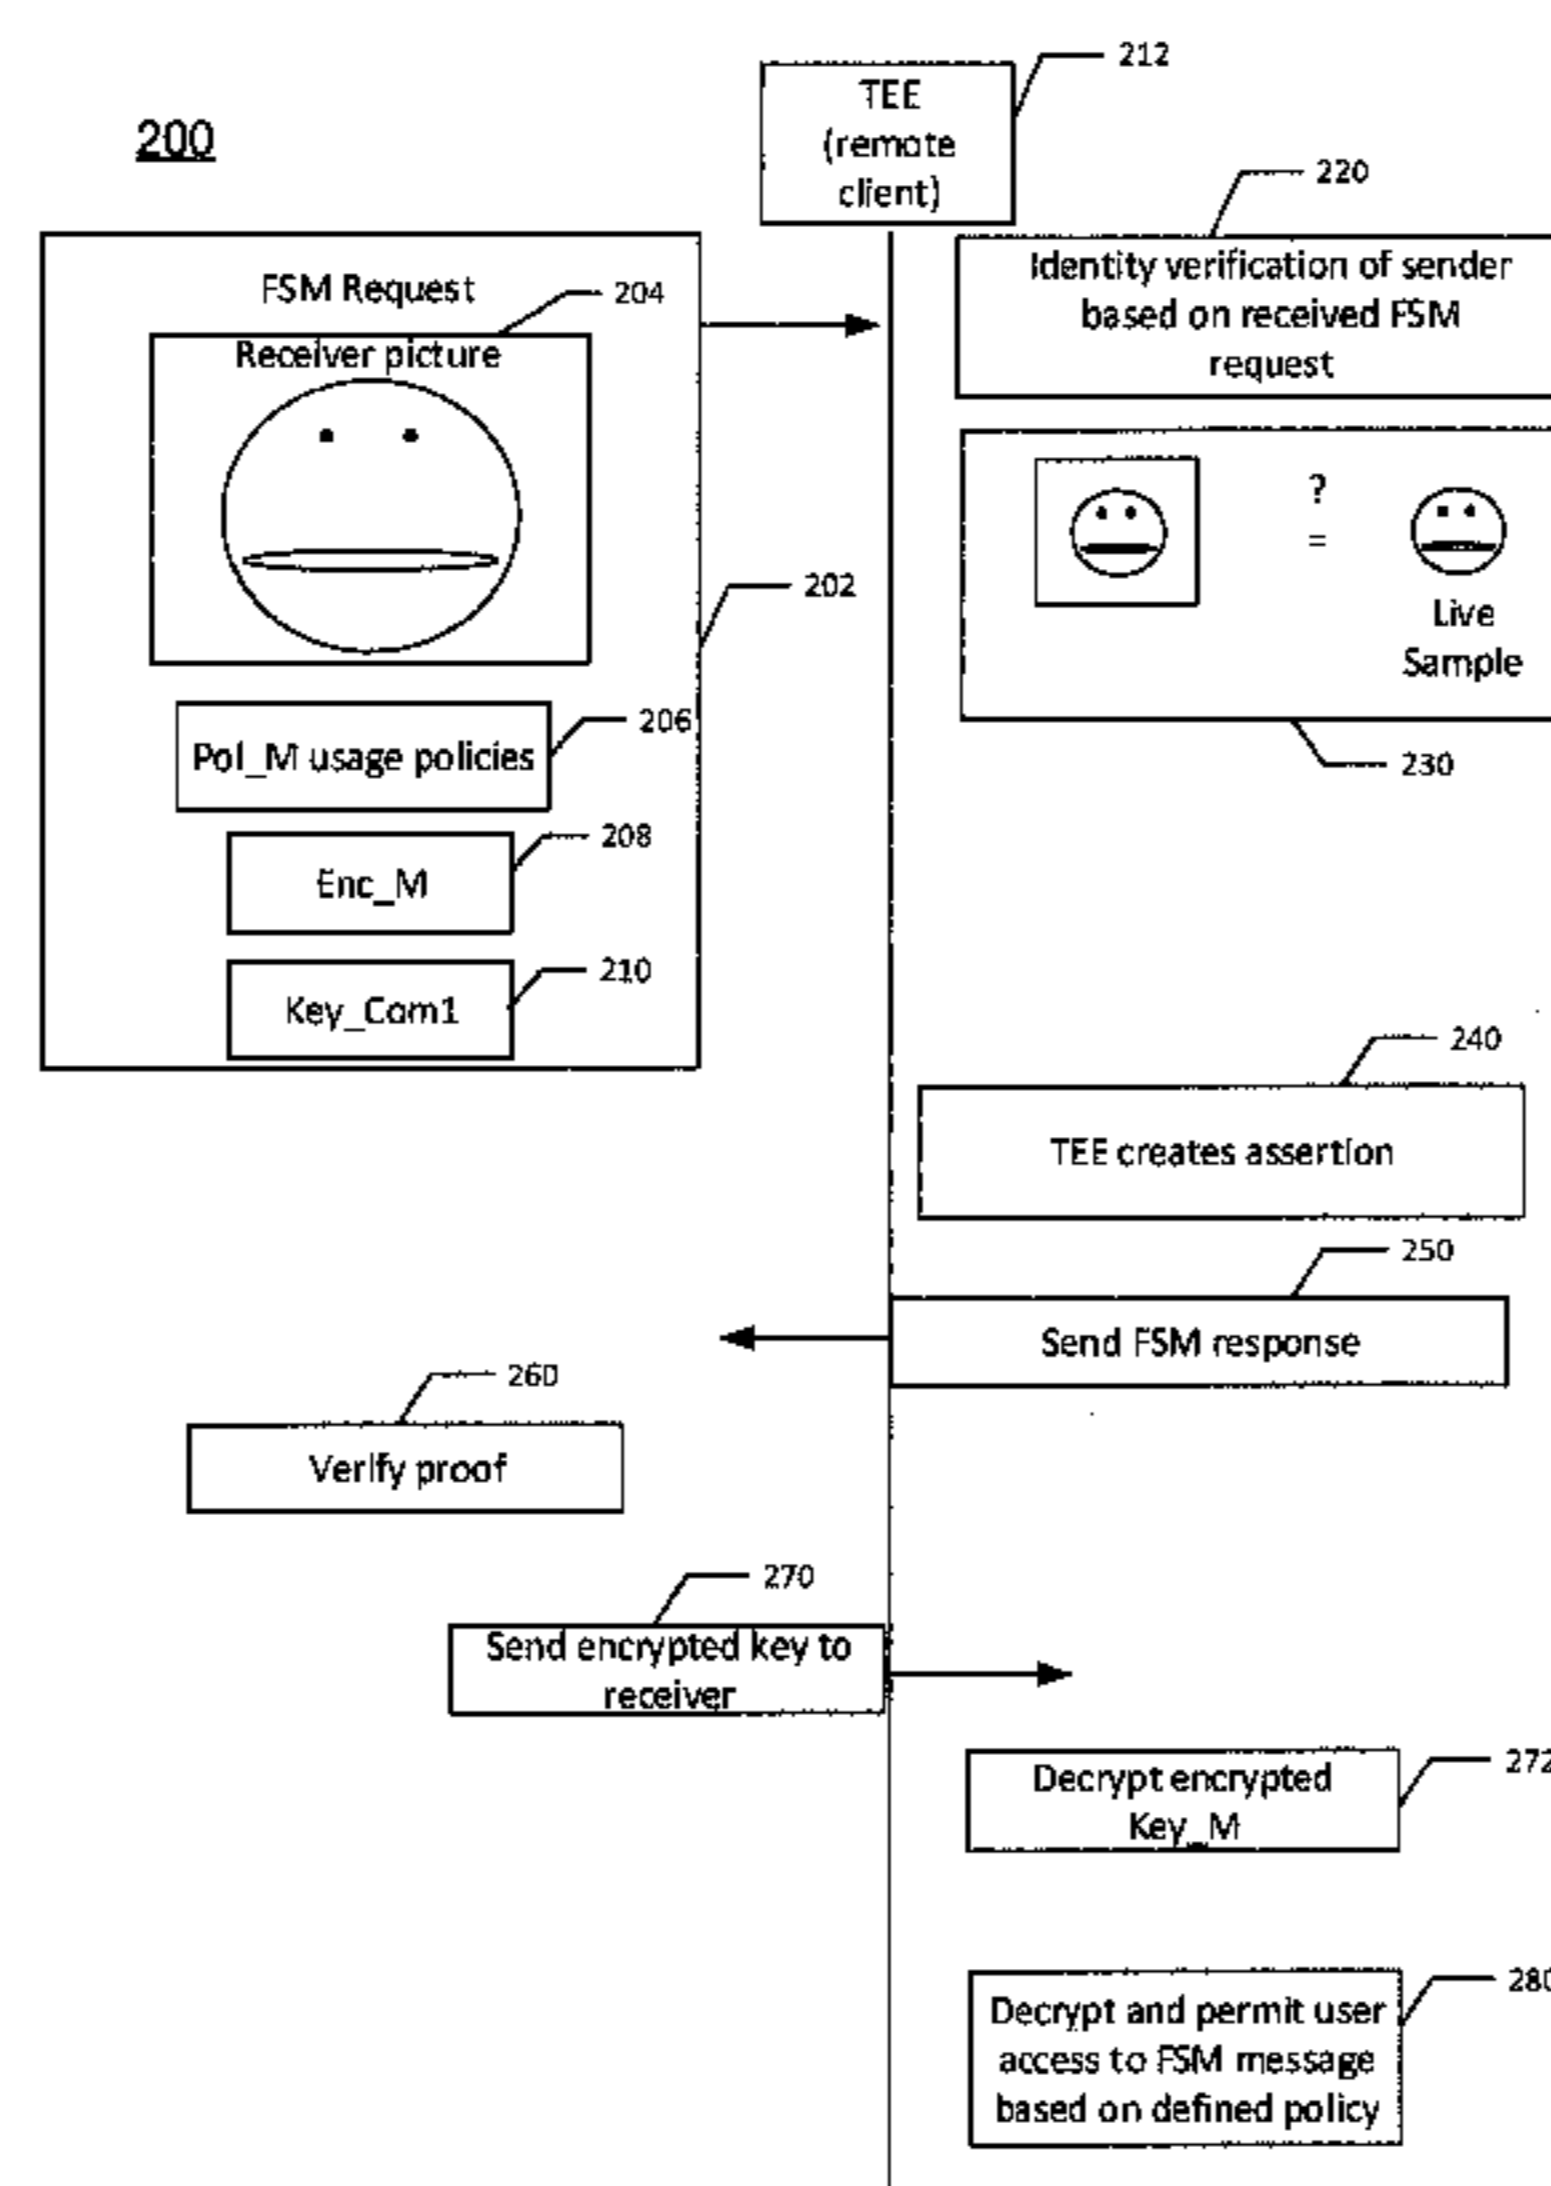 212
TEE
(remote
client)
200
220
Identity verification of sender
based on received FSM
request
FSM Request
204
Receiver picture
?
=
Live
Sample
202
230
206
Pol_M usage policies
208
Enc_M
210
Key_Com1
240
TEE creates assertion
250
Send FSM response
260
Verify proof
270
Send encrypted key to
receiver
272
Decrypt encrypted
Key_M
280
Decrypt and permit user
access to FSM message
based on defined policy